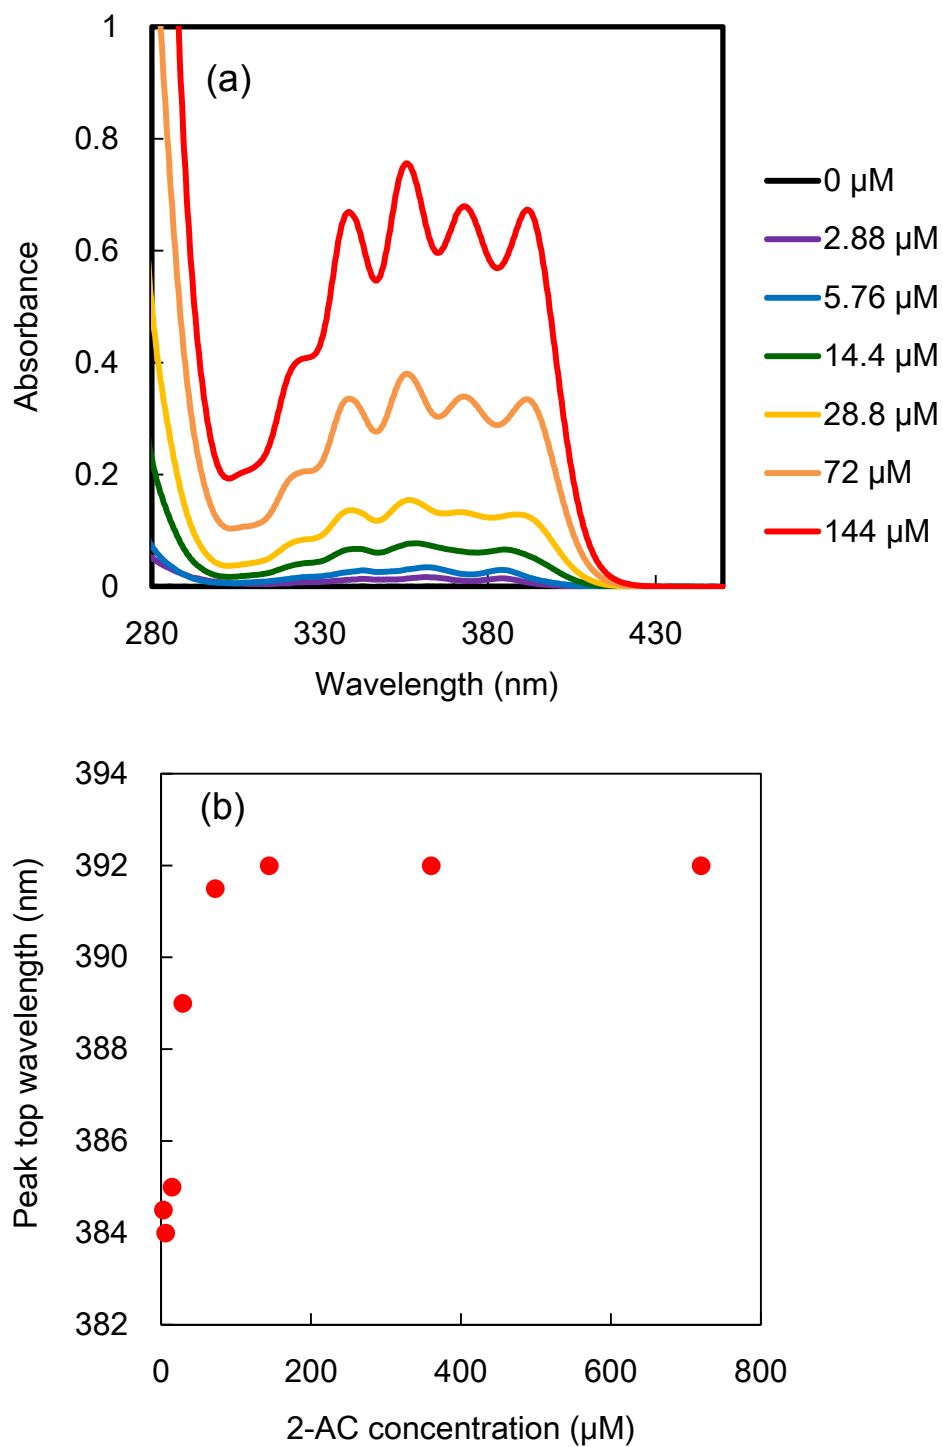 (a)
1
0.8
0.6
0.4
0.2
0
Absorbance
280
330
380
430
Wavelength (nm)
0 µM
2.88 µM
5.76 µM
14.4 µM
28.8 µM
72 µM
144 µM
(b)
394
392
390
388
386
384
382
Peak top wavelength (nm)
0
200
400
600
800
2-AC concentration (µM)